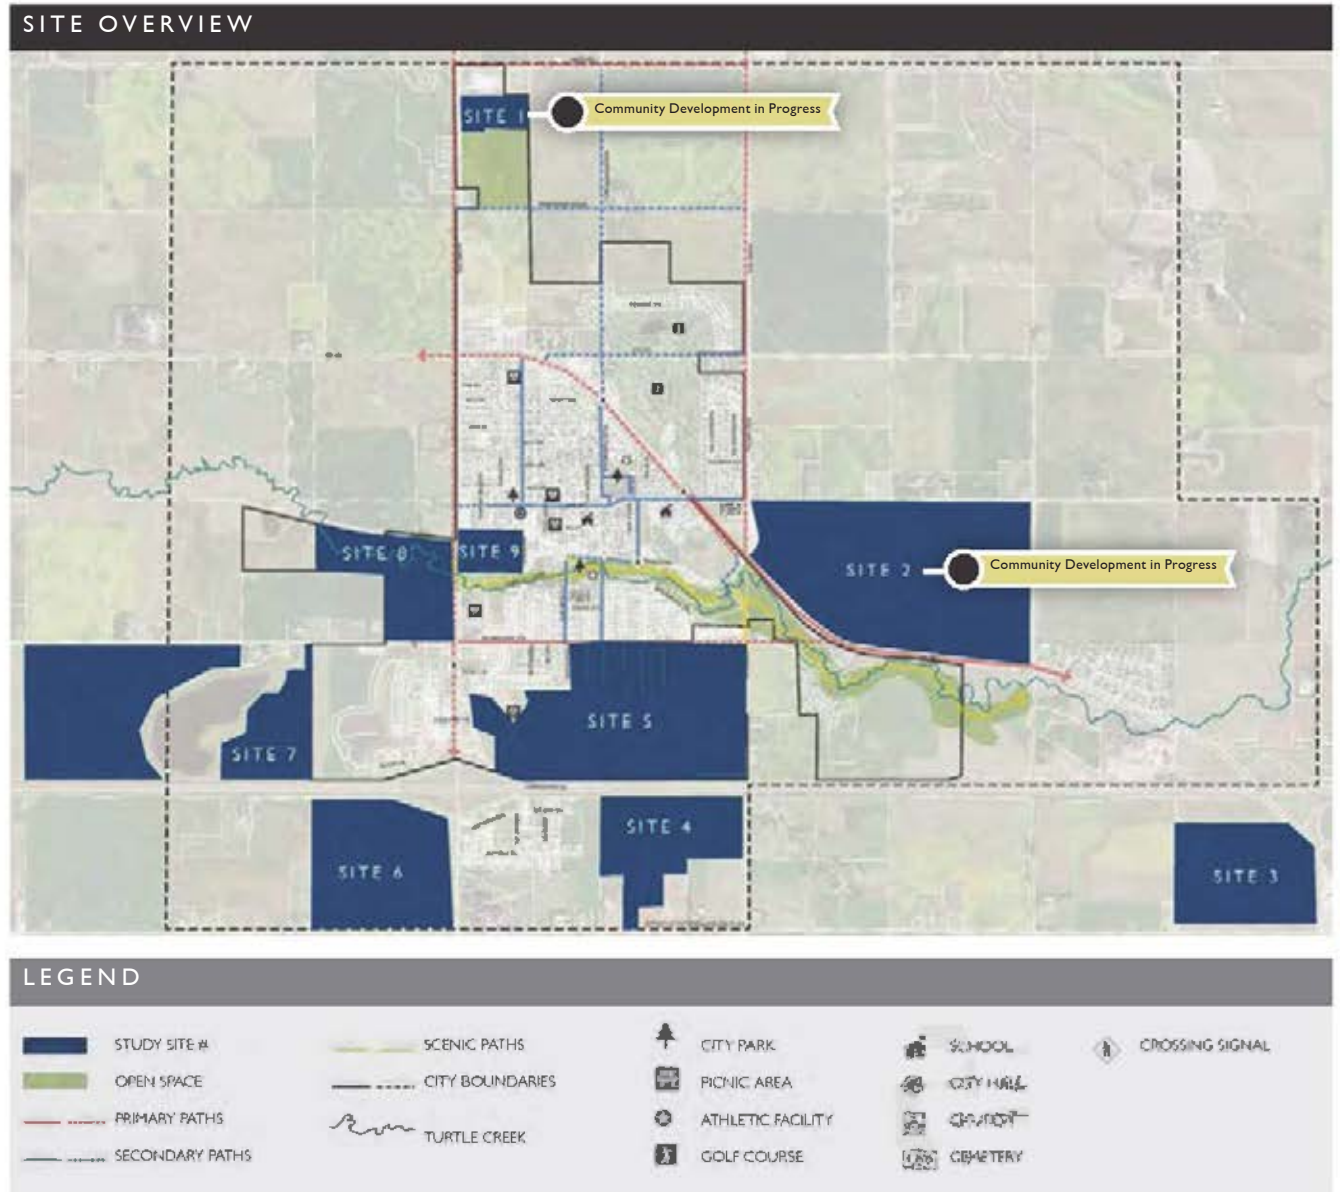 SITE OVERVIEW
SITE 1
Community Development in Progress
SITE 8
SITE 9
SITE 2
Community Development in Progress
SITE 5
SITE 7
SITE 4
SITE 6
SITE 3
LEGEND
STUDY SITE #
OPEN SPACE
PRIMARY PATHS
SECONDARY PATHS
SCENIC PATHS
CITY BOUNDARIES
TURTLE CREEK
CITY PARK
PICNIC AREA
ATHLETIC FACILITY
GOLF COURSE
SCHOOL
CITY HALL
CEMETERY
CROSSING SIGNAL